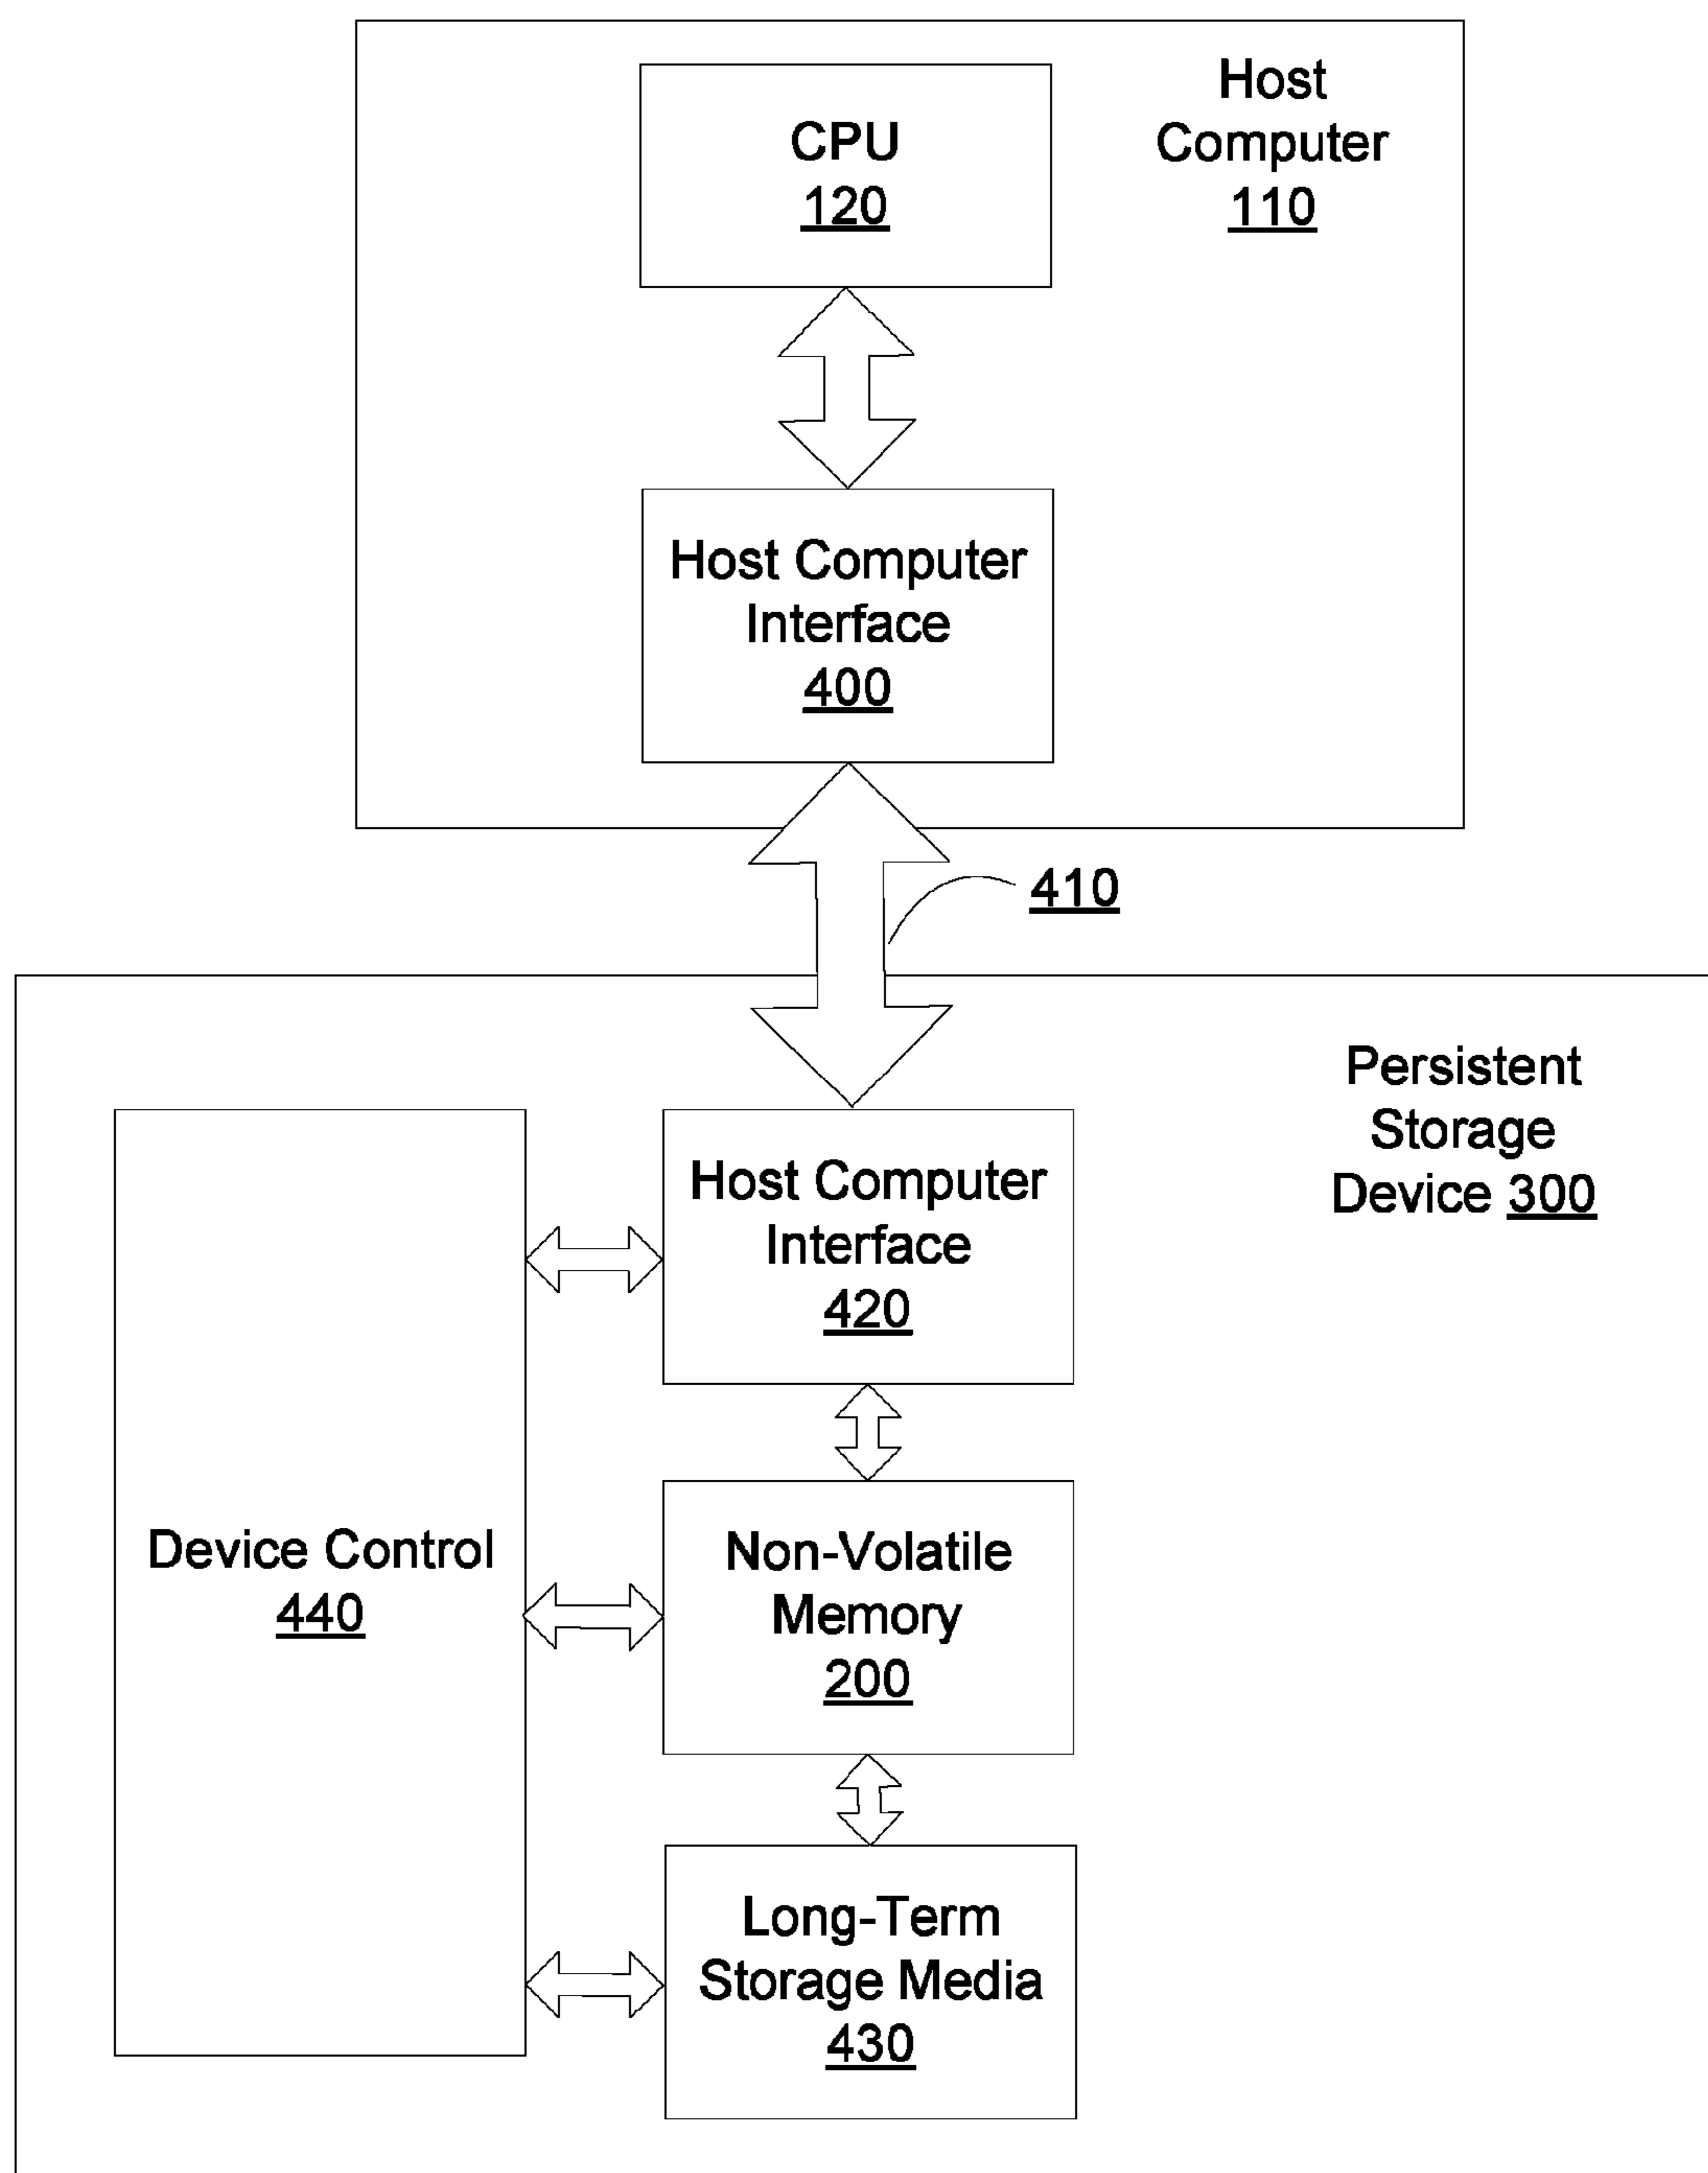 CPU
120
Host
Computer
110
Host Computer
Interface
400
410
Persistent
Storage
Device 300
Host Computer
Interface
420
Device Control
440
Non-Volatile
Memory
200
Long-Term
Storage Media
430